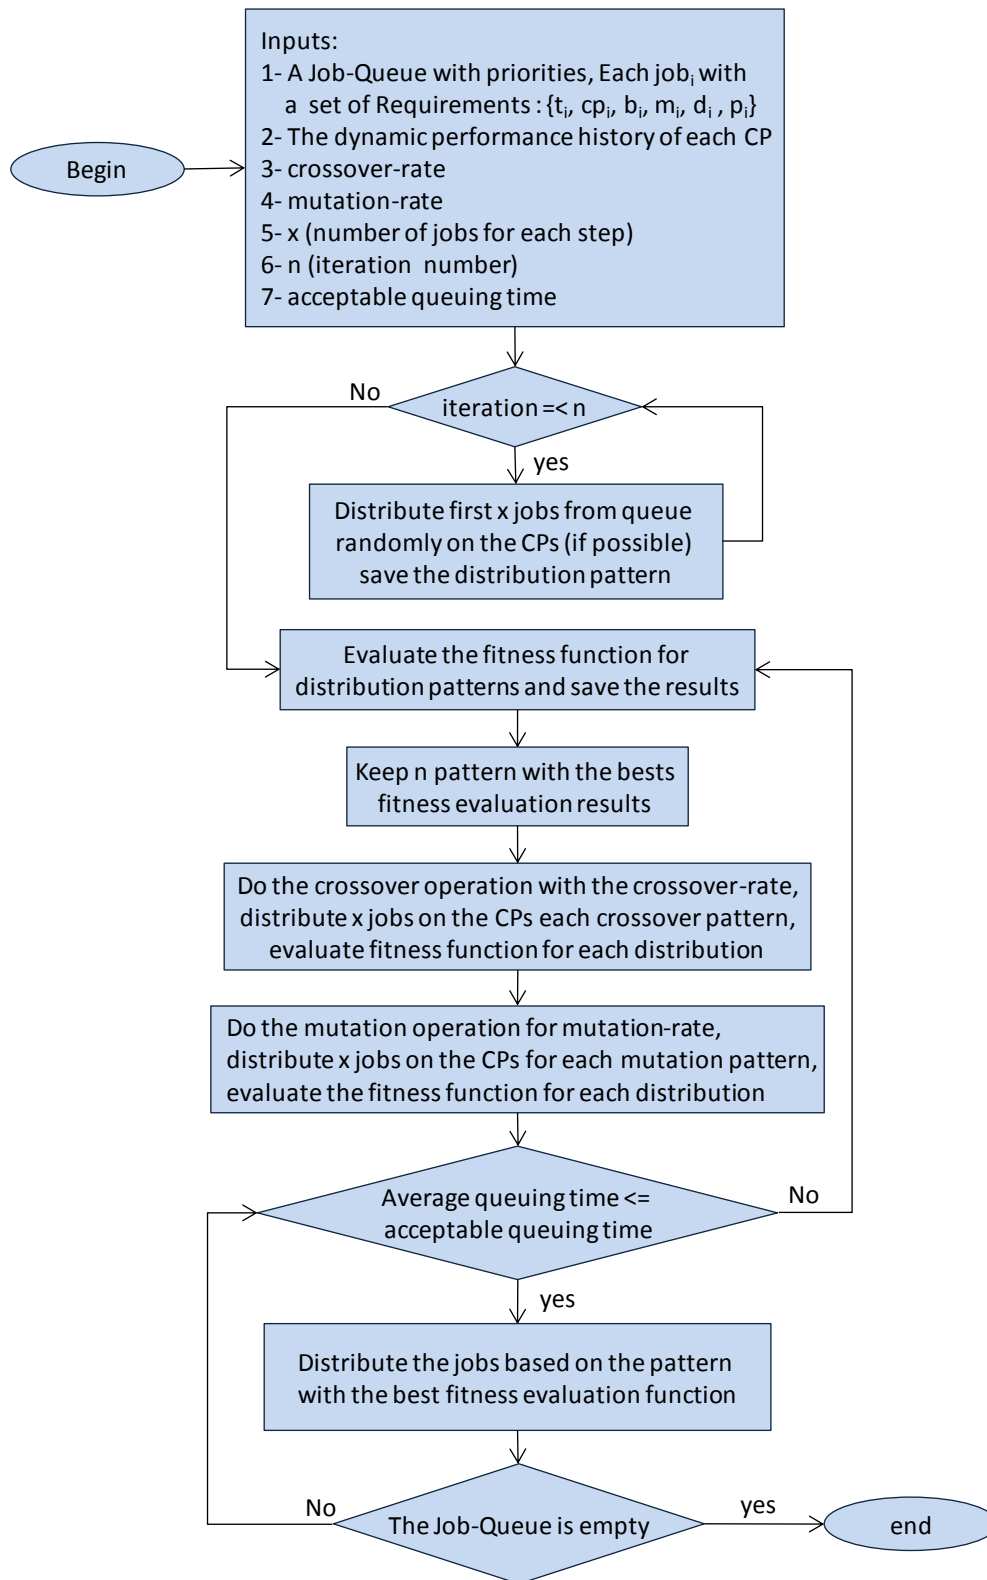 Begin
Inputs:
1- A Job-Queue with priorities, Each jobᵢ with
a set of Requirements : {tᵢ, cpᵢ, bᵢ, mᵢ, dᵢ , pᵢ}
2- The dynamic performance history of each CP
3- crossover-rate
4- mutation-rate
5- x (number of jobs for each step)
6- n (iteration number)
7- acceptable queuing time
No
iteration =< n
yes
Distribute first x jobs from queue
randomly on the CPs (if possible)
save the distribution pattern
Evaluate the fitness function for
distribution patterns and save the results
Keep n pattern with the bests
fitness evaluation results
Do the crossover operation with the crossover-rate,
distribute x jobs on the CPs each crossover pattern,
evaluate fitness function for each distribution
Do the mutation operation for mutation-rate,
distribute x jobs on the CPs for each mutation pattern,
evaluate the fitness function for each distribution
Average queuing time <=
acceptable queuing time
No
yes
Distribute the jobs based on the pattern
with the best fitness evaluation function
No
The Job-Queue is empty
yes
end